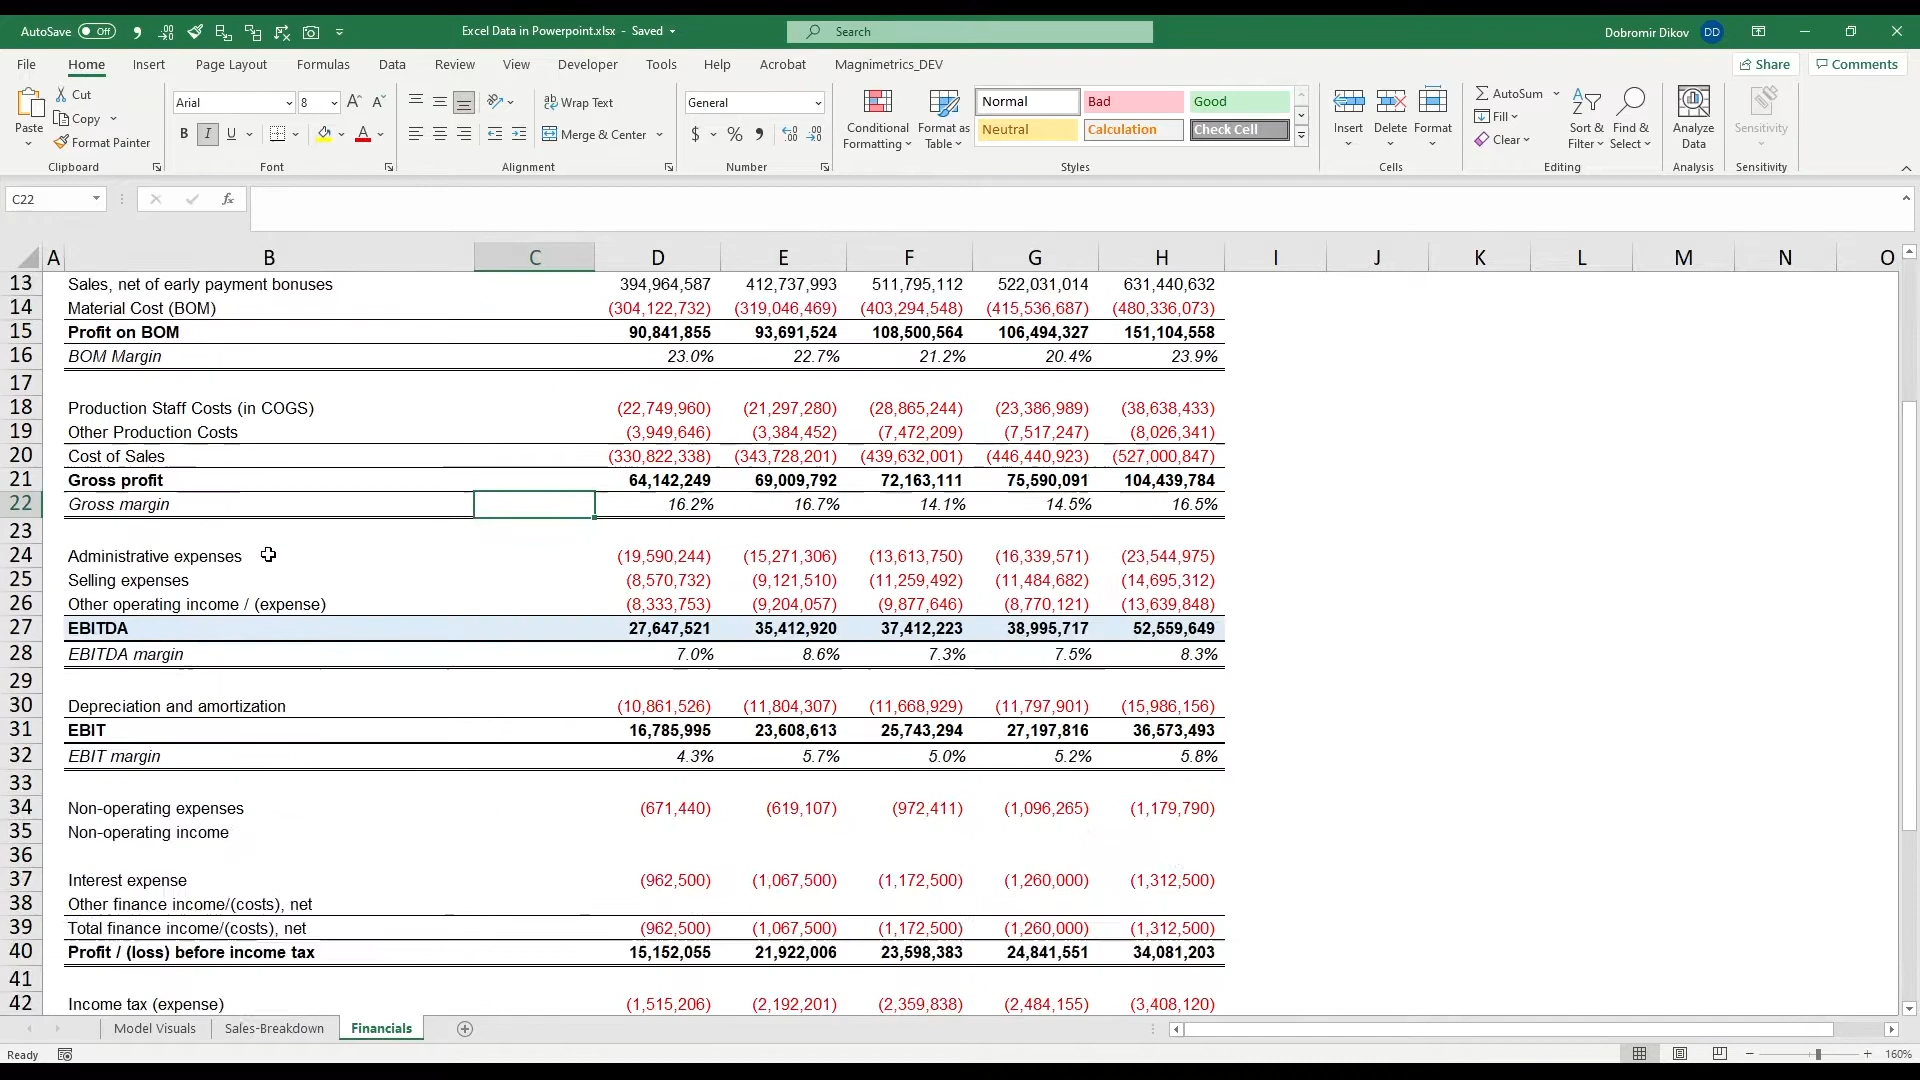 AutoSave Off Excel Data in Powerpoint.xlsx - Saved Search Dobromir Dikov DD
File Home Insert Page Layout Formulas Data Review View Developer Tools Help Acrobat Magnimetrics_DEV Share Comments
Paste Cut Copy Format Painter Clipboard
Arial 8 B I U Font
Wrap Text Merge & Center Alignment
General $ % Number
Conditional Formatting Format as Table Normal Bad Good Neutral Calculation Check Cell Styles
Insert Delete Format Cells
AutoSum Fill Clear Sort & Filter Find & Select Editing
Analyze Data Analysis
Sensitivity Sensitivity
C22 fx
A B C D E F G H I J K L M N O
13 Sales, net of early payment bonuses 394,964,587 412,737,993 511,795,112 522,031,014 631,440,632
14 Material Cost (BOM) (304,122,732) (319,046,469) (403,294,548) (415,536,687) (480,336,073)
15 Profit on BOM 90,841,855 93,691,524 108,500,564 106,494,327 151,104,558
16 BOM Margin 23.0% 22.7% 21.2% 20.4% 23.9%
17
18 Production Staff Costs (in COGS) (22,749,960) (21,297,280) (28,865,244) (23,386,989) (38,638,433)
19 Other Production Costs (3,949,646) (3,384,452) (7,472,209) (7,517,247) (8,026,341)
20 Cost of Sales (330,822,338) (343,728,201) (439,632,001) (446,440,923) (527,000,847)
21 Gross profit 64,142,249 69,009,792 72,163,111 75,590,091 104,439,784
22 Gross margin 16.2% 16.7% 14.1% 14.5% 16.5%
23
24 Administrative expenses (19,590,244) (15,271,306) (13,613,750) (16,339,571) (23,544,975)
25 Selling expenses (8,570,732) (9,121,510) (11,259,492) (11,484,682) (14,695,312)
26 Other operating income / (expense) (8,333,753) (9,204,057) (9,877,646) (8,770,121) (13,639,848)
27 EBITDA 27,647,521 35,412,920 37,412,223 38,995,717 52,559,649
28 EBITDA margin 7.0% 8.6% 7.3% 7.5% 8.3%
29
30 Depreciation and amortization (10,861,526) (11,804,307) (11,668,929) (11,797,901) (15,986,156)
31 EBIT 16,785,995 23,608,613 25,743,294 27,197,816 36,573,493
32 EBIT margin 4.3% 5.7% 5.0% 5.2% 5.8%
33
34 Non-operating expenses (671,440) (619,107) (972,411) (1,096,265) (1,179,790)
35 Non-operating income
36
37 Interest expense (962,500) (1,067,500) (1,172,500) (1,260,000) (1,312,500)
38 Other finance income/(costs), net
39 Total finance income/(costs), net (962,500) (1,067,500) (1,172,500) (1,260,000) (1,312,500)
40 Profit / (loss) before income tax 15,152,055 21,922,006 23,598,383 24,841,551 34,081,203
41
42 Income tax (expense) (1,515,206) (2,192,201) (2,359,838) (2,484,155) (3,408,120)
Model Visuals Sales-Breakdown Financials
Ready 160%